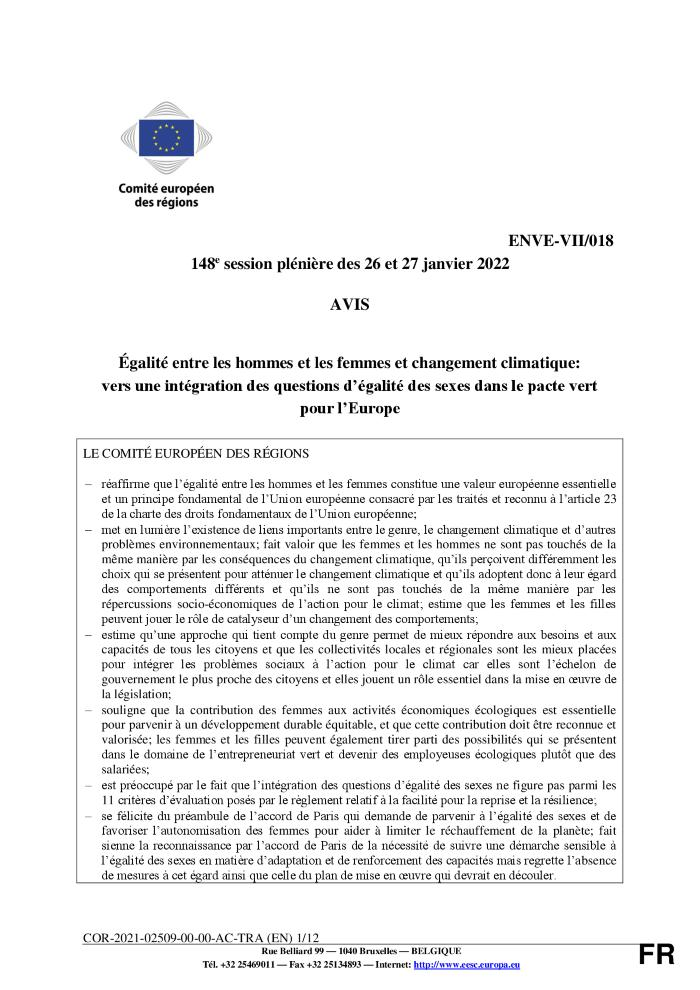 Comité européen
des régions
ENVE-VII/018
148e session plénière des 26 et 27 janvier 2022
AVIS
Égalité entre les hommes et les femmes et changement climatique:
vers une intégration des questions d'égalité des sexes dans le pacte vert
pour l'Europe
LE COMITÉ EUROPÉEN DES RÉGIONS
– réaffirme que l'égalité entre les hommes et les femmes constitue une valeur européenne essentielle
et un principe fondamental de l'Union européenne consacré par les traités et reconnu à l'article 23
de la charte des droits fondamentaux de l'Union européenne;
– met en lumière l'existence de liens importants entre le genre, le changement climatique et d'autres
problèmes environnementaux; fait valoir que les femmes et les hommes ne sont pas touchés de la
même manière par les conséquences du changement climatique, qu'ils perçoivent différemment les
choix qui se présentent pour atténuer le changement climatique et qu'ils adoptent donc à leur égard
des comportements différents et qu'ils ne sont pas touchés de la même manière par les
répercussions socio-économiques de l'action pour le climat; estime que les femmes et les filles
peuvent jouer le rôle de catalyseur d'un changement des comportements;
– estime qu'une approche qui tient compte du genre permet de mieux répondre aux besoins et aux
capacités de tous les citoyens et que les collectivités locales et régionales sont les mieux placées
pour intégrer les problèmes sociaux à l'action pour le climat car elles sont l'échelon de
gouvernement le plus proche des citoyens et elles jouent un rôle essentiel dans la mise en œuvre de
la législation;
– souligne que la contribution des femmes aux activités économiques écologiques est essentielle
pour parvenir à un développement durable équitable, et que cette contribution doit être reconnue et
valorisée; les femmes et les filles peuvent également tirer parti des possibilités qui se présentent
dans le domaine de l'entrepreneuriat vert et devenir des employeuses écologiques plutôt que des
salariées;
– est préoccupé par le fait que l'intégration des questions d'égalité des sexes ne figure pas parmi les
11 critères d'évaluation posés par le règlement relatif à la facilité pour la reprise et la résilience;
– se félicite du préambule de l'accord de Paris qui demande de parvenir à l'égalité des sexes et de
favoriser l'autonomisation des femmes pour aider à limiter le réchauffement de la planète; fait
sienne la reconnaissance par l'accord de Paris de la nécessité de suivre une démarche sensible à
l'égalité des sexes en matière d'adaptation et de renforcement des capacités mais regrette l'absence
de mesures à cet égard ainsi que celle du plan de mise en œuvre qui devrait en découler.
COR-2021-02509-00-00-AC-TRA (EN) 1/12
Rue Belliard 99 — 1040 Bruxelles — BELGIQUE
Tél. +32 25469011 — Fax +32 25134893 — Internet: http://www.eesc.europa.eu
FR